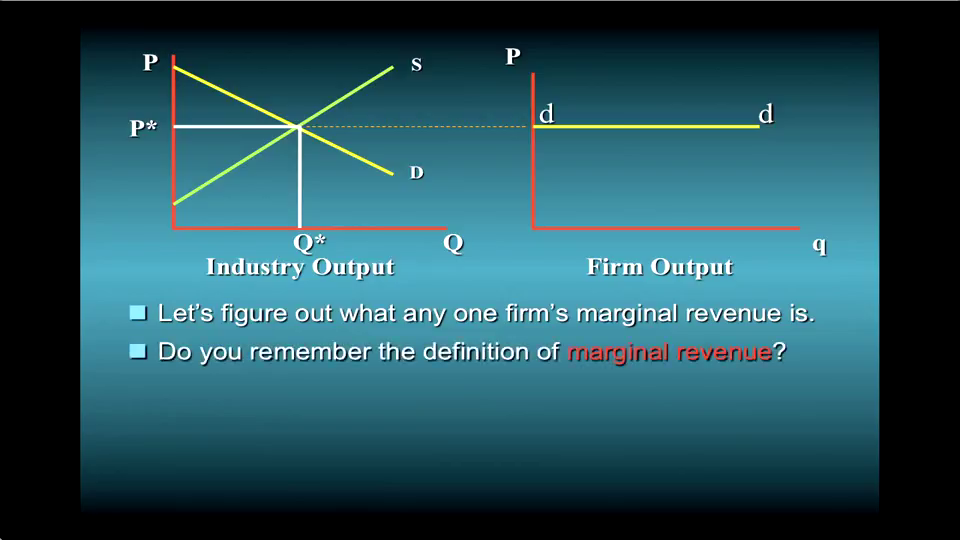 P
S
P
d
d
P*
D
Q*
Q
q
Industry Output
Firm Output
Let's figure out what any one firm's marginal revenue is.
Do you remember the definition of marginal revenue?